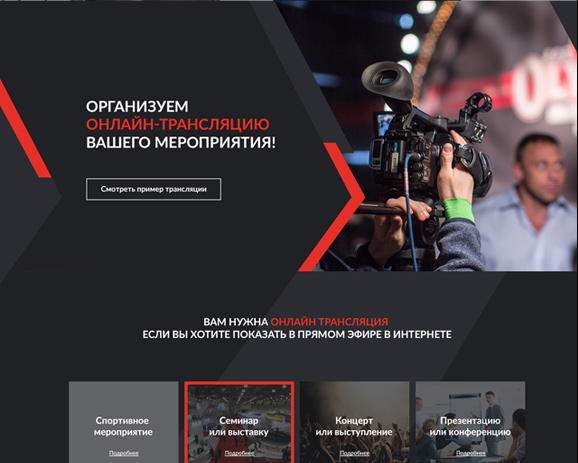 ОРГАНИЗУЕМ
ОНЛАЙН-ТРАНСЛЯЦИЮ
ВАШЕГО МЕРОПРИЯТИЯ!
Смотреть пример трансляции
ВАМ НУЖНА ОНЛАЙН ТРАНСЛЯЦИЯ
ЕСЛИ ВЫ ХОТИТЕ ПОКАЗАТЬ В ПРЯМОМ ЭФИРЕ В ИНТЕРНЕТЕ
Спортивное
мероприятие
Подробнее
Семинар
или выставку
Подробнее
Концерт
или выступление
Подробнее
Презентацию
или конференцию
Подробнее